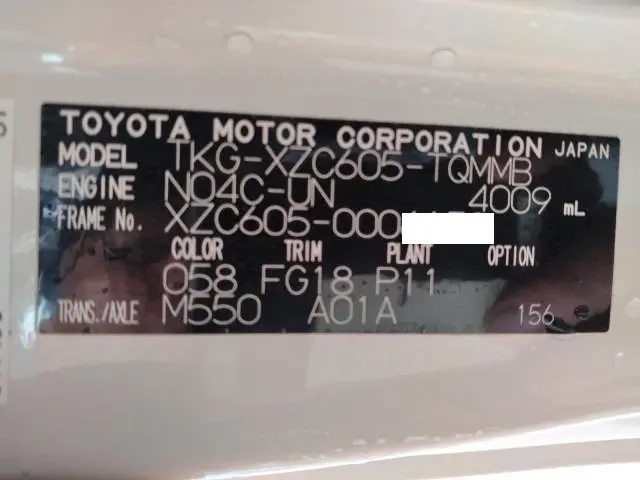 TOYOTA MOTOR CORPORATION JAPAN
MODEL TKG-XZC605-TQMMB
ENGINE N04C-UN 4009 mL
FRAME No. XZC605-000
COLOR TRIM PLANT OPTION
058 FG18 P11
TRANS./AXLE M550 A01A 156